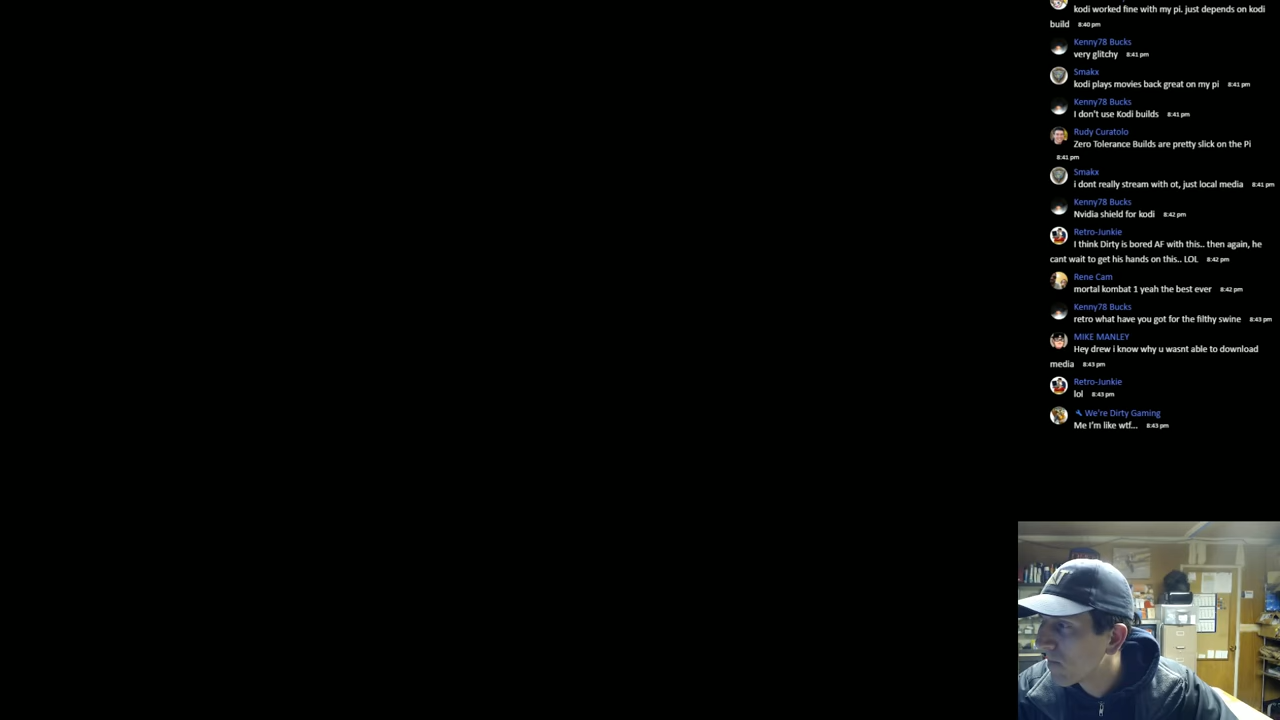 kodi worked fine with my pi. just depends on kodi
build 8:40 pm
Kenny78 Bucks
very glitchy 8:41 pm
Smakx
kodi plays movies back great on my pi 8:41 pm
Kenny78 Bucks
I don't use Kodi builds 8:41 pm
Rudy Curatolo
Zero Tolerance Builds are pretty slick on the Pi
8:41 pm
Smakx
i dont really stream with ot, just local media 8:41 pm
Kenny78 Bucks
Nvidia shield for kodi 8:42 pm
Retro-Junkie
I think Dirty is bored AF with this.. then again, he
cant wait to get his hands on this.. LOL 8:42 pm
Rene Cam
mortal kombat 1 yeah the best ever 8:42 pm
Kenny78 Bucks
retro what have you got for the filthy swine 8:43 pm
MIKE MANLEY
Hey drew i know why u wasnt able to download
media 8:43 pm
Retro-Junkie
lol 8:43 pm
We're Dirty Gaming
Me I'm like wtf... 8:43 pm